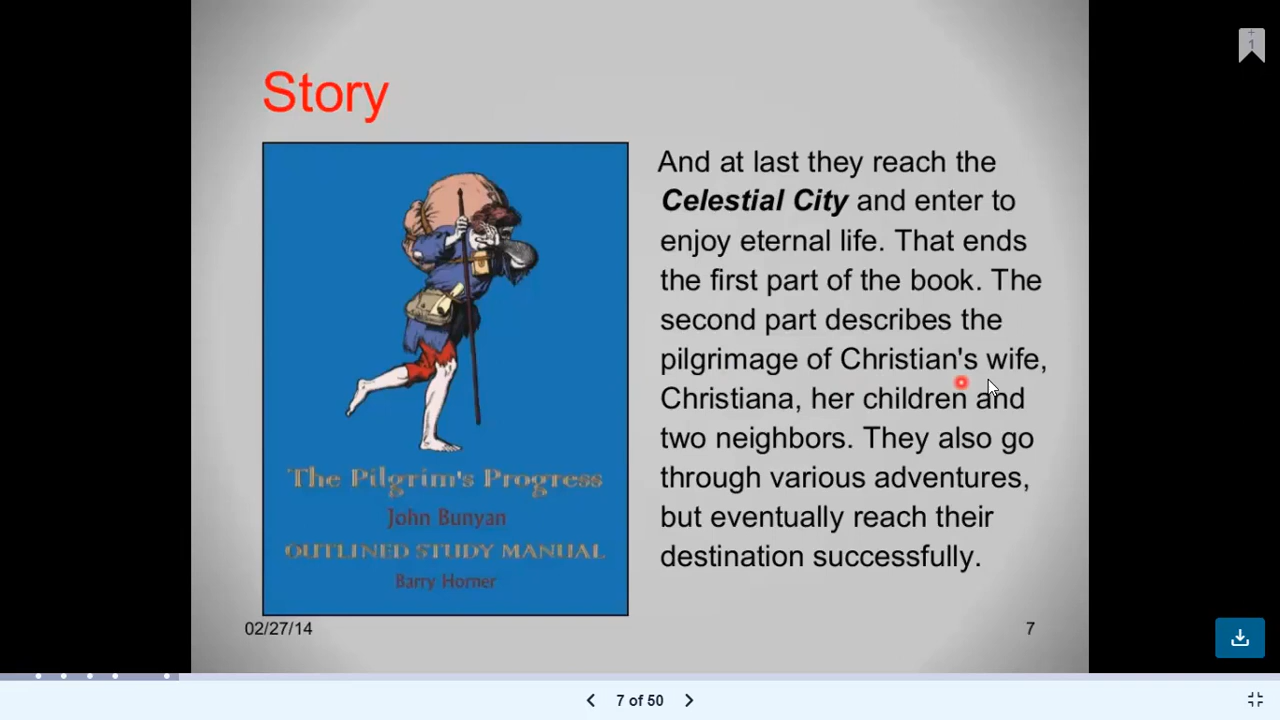 1
Story
And at last they reach the
Celestial City and enter to
enjoy eternal life. That ends
the first part of the book. The
second part describes the
pilgrimage of Christian's wife,
Christiana, her children and
two neighbors. They also go
through various adventures,
but eventually reach their
destination successfully.
The Pilgrim's Progress
John Bunyan
OUTLINED STUDY MANUAL
Barry Horner
02/27/14
7
7 of 50